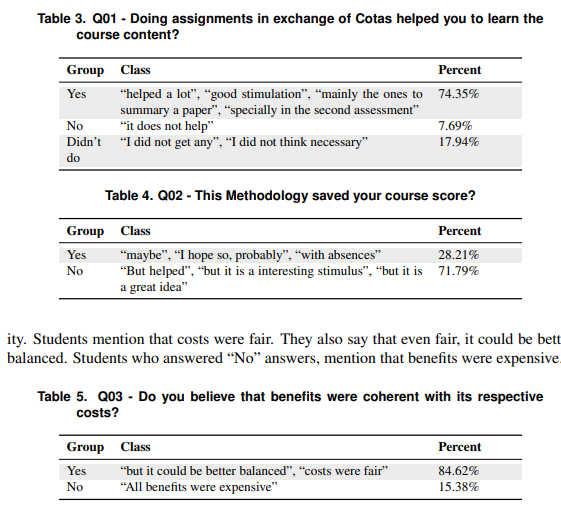 Table 3. Q01 - Doing assignments in exchange of Cotas helped you to learn the
course content?
Group Class Percent
Yes “helped a lot”, “good stimulation”, “mainly the ones to 74.35%
summary a paper”, “specially in the second assessment”
No “it does not help” 7.69%
Didn’t “I did not get any”, “I did not think necessary” 17.94%
do
Table 4. Q02 - This Methodology saved your course score?
Group Class Percent
Yes “maybe”, “I hope so, probably”, “with absences” 28.21%
No “But helped”, “but it is a interesting stimulus”, “but it is 71.79%
a great idea”
ity. Students mention that costs were fair. They also say that even fair, it could be bett
balanced. Students who answered “No” answers, mention that benefits were expensive.
Table 5. Q03 - Do you believe that benefits were coherent with its respective
costs?
Group Class Percent
Yes “but it could be better balanced”, “costs were fair” 84.62%
No “All benefits were expensive” 15.38%